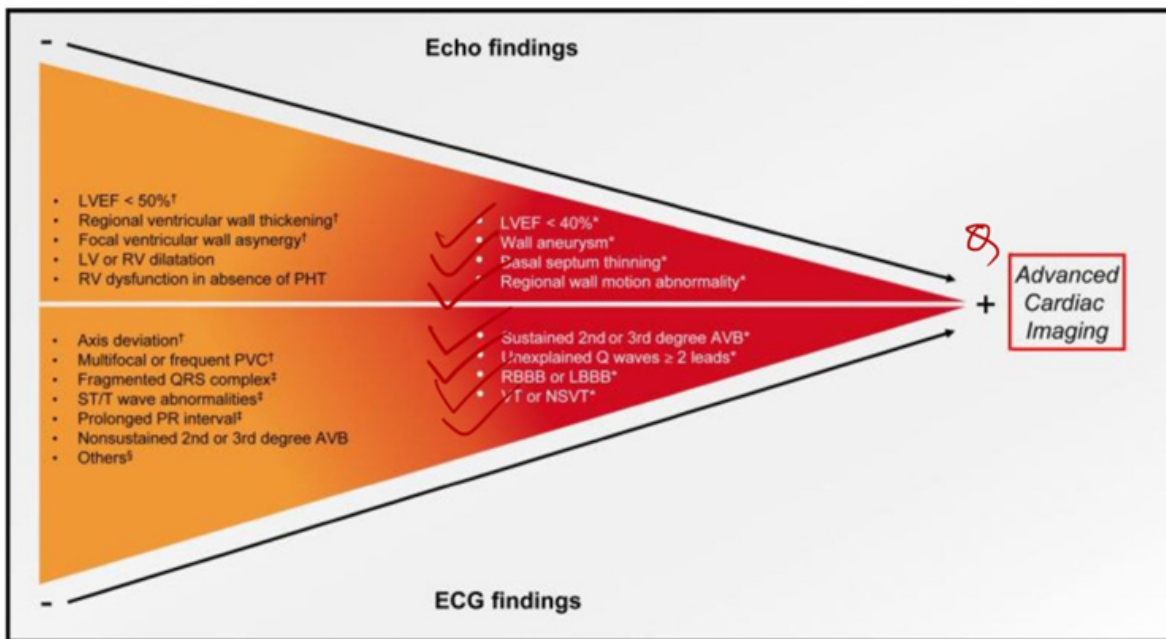 -
Echo findings
• LVEF < 50%†
• Regional ventricular wall thickening†
• Focal ventricular wall asynergy†
• LV or RV dilatation
• RV dysfunction in absence of PHT
• LVEF < 40%*
• Wall aneurysm*
• Basal septum thinning*
• Regional wall motion abnormality*
+
Advanced
Cardiac
Imaging
• Axis deviation†
• Multifocal or frequent PVC†
• Fragmented QRS complex‡
• ST/T wave abnormalities‡
• Prolonged PR interval‡
• Nonsustained 2nd or 3rd degree AVB
• Others§
• Sustained 2nd or 3rd degree AVB*
• Unexplained Q waves ≥ 2 leads*
• RBBB or LBBB*
• VT or NSVT*
-
ECG findings